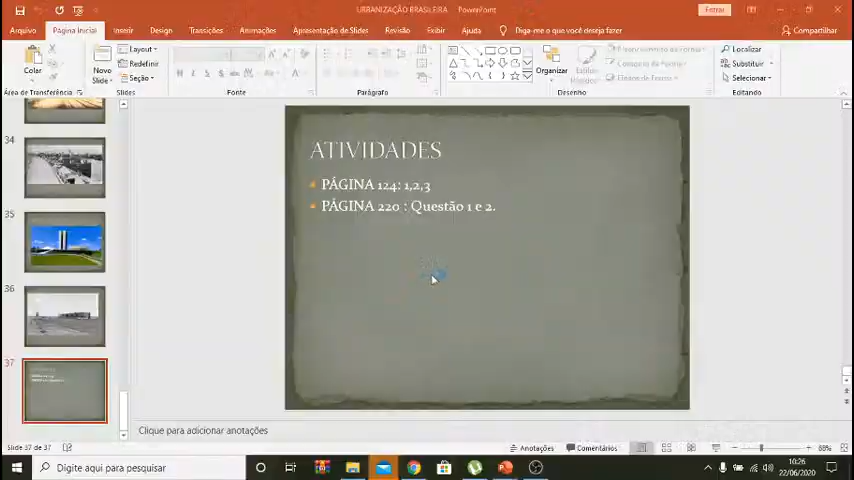 URBANIZAÇÃO BRASILEIRA - PowerPoint
Entrar
Arquivo
Página Inicial
Inserir
Design
Transições
Animações
Apresentação de Slides
Revisão
Exibir
Ajuda
Diga-me o que você deseja fazer
Compartilhar
Colar
Novo
Slide
Layout
Redefinir
Seção
Organizar
Estilos
Localizar
Substituir
Selecionar
Área de Transferência
Slides
Fonte
Parágrafo
Desenho
Editando
34
35
36
37
ATIVIDADES
PÁGINA 124: 1,2,3
PÁGINA 220 : Questão 1 e 2.
Clique para adicionar anotações
Slide 37 de 37
Anotações
Comentários
68%
Digite aqui para pesquisar
10:26
22/06/2020